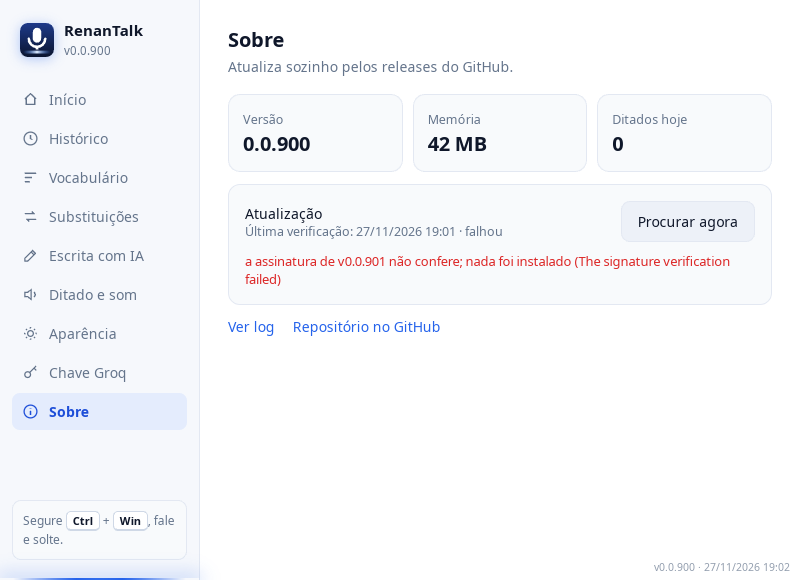 RenanTalk
v0.0.900
Início
Histórico
Vocabulário
Substituições
Escrita com IA
Ditado e som
Aparência
Chave Groq
Sobre
Segure Ctrl + Win, fale
e solte.
Sobre
Atualiza sozinho pelos releases do GitHub.
Versão
0.0.900
Memória
42 MB
Ditados hoje
0
Atualização
Última verificação: 27/11/2026 19:01 · falhou
Procurar agora
a assinatura de v0.0.901 não confere; nada foi instalado (The signature verification
failed)
Ver log Repositório no GitHub
v0.0.900 · 27/11/2026 19:02